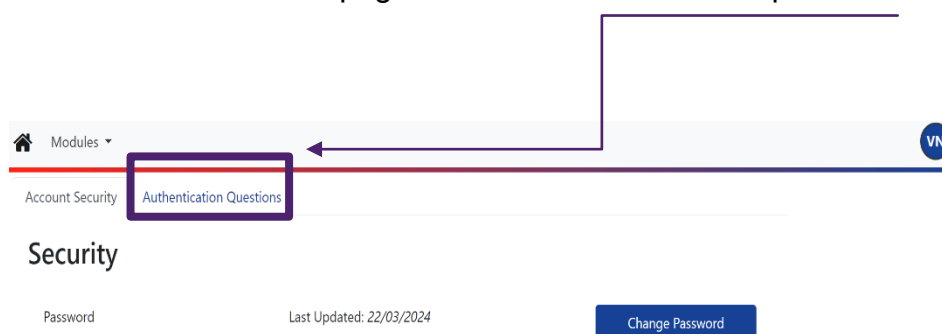 Modules
VN
Account Security Authentication Questions
Security
Password Last Updated: 22/03/2024 Change Password